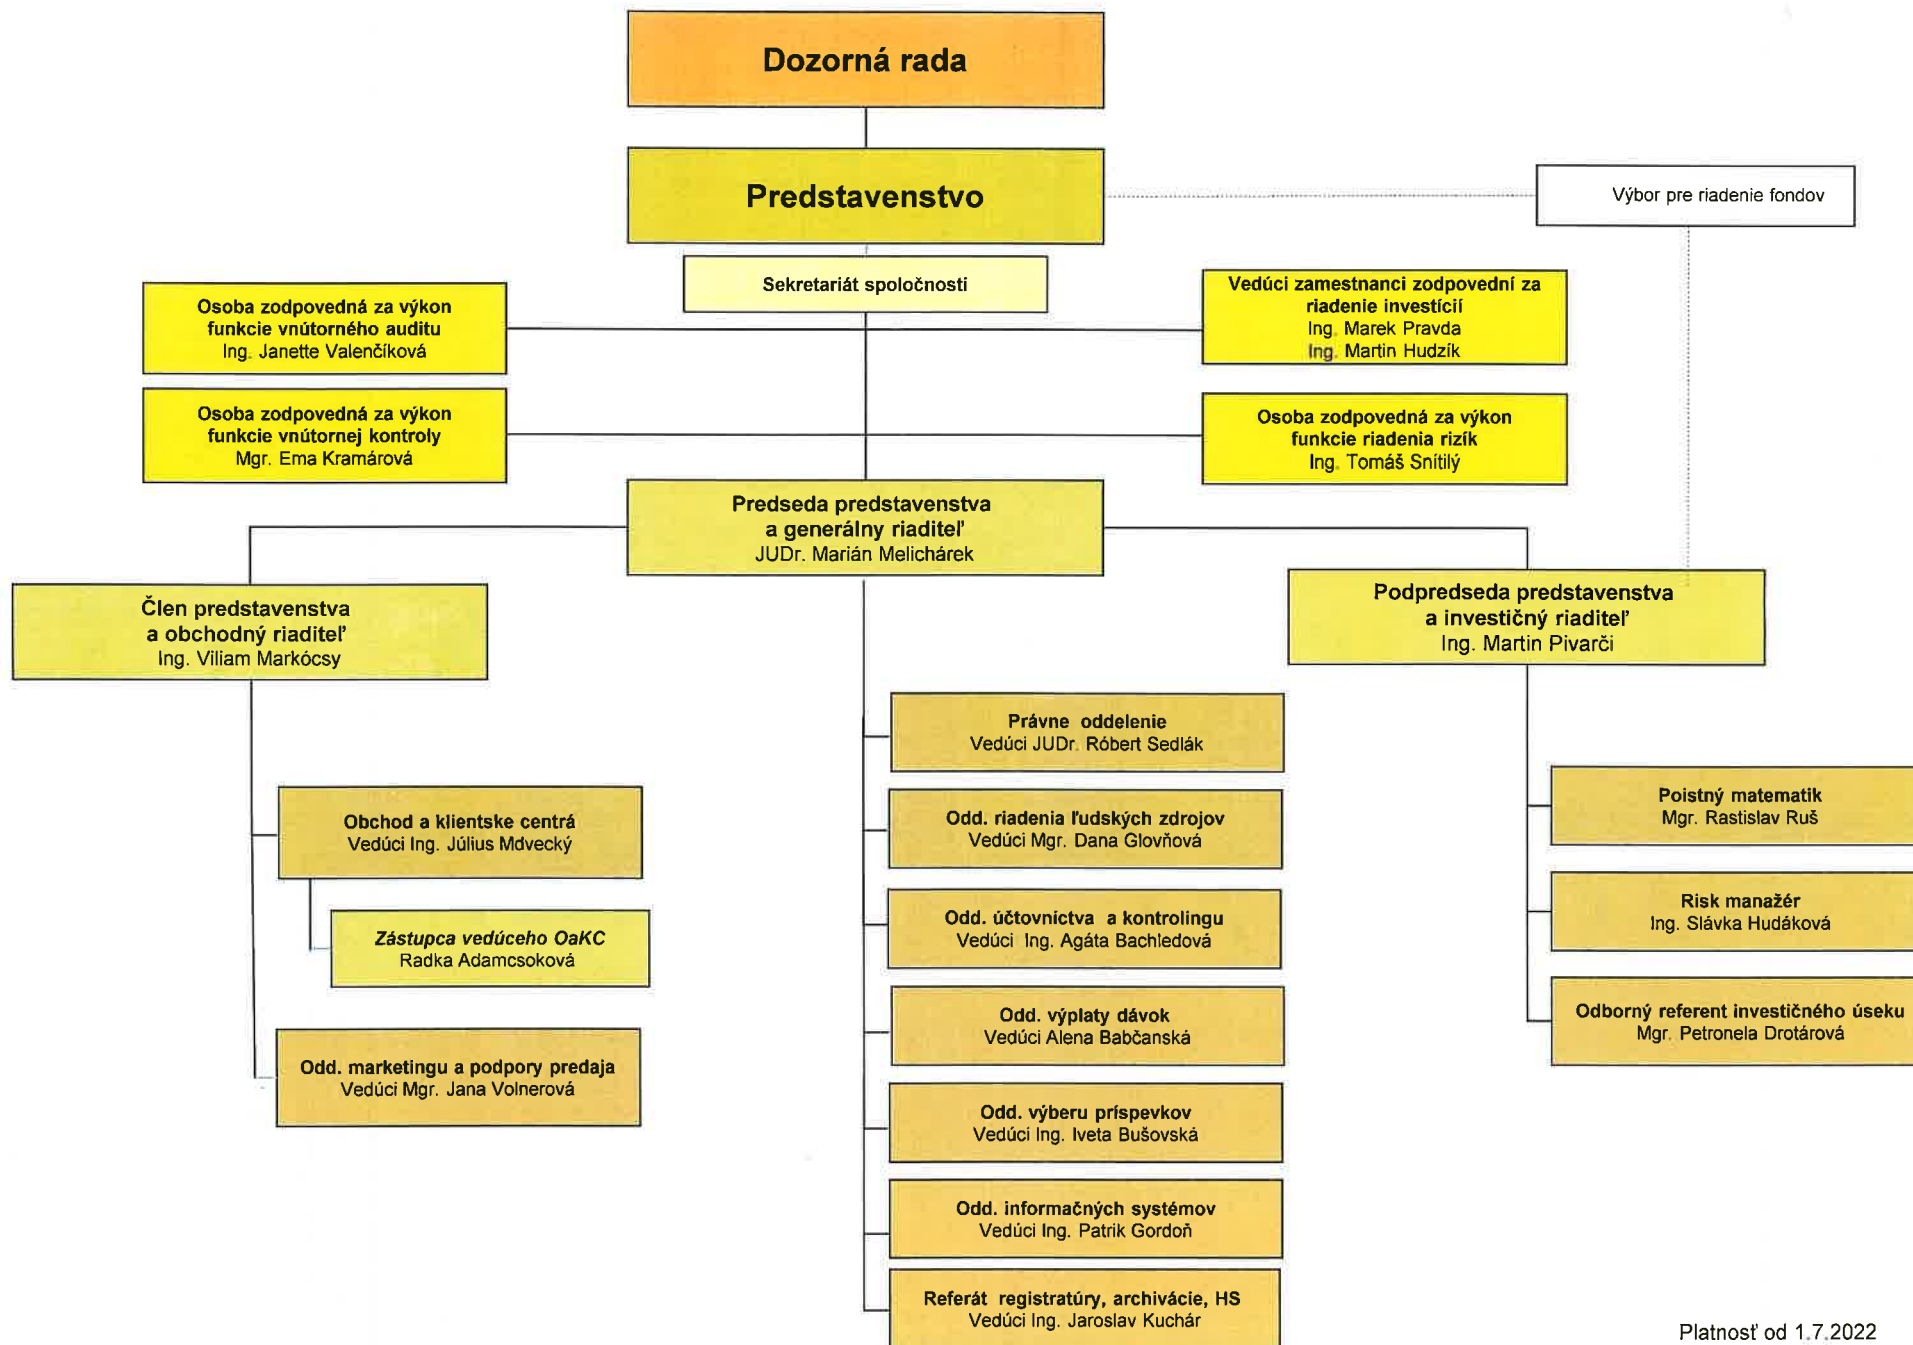 Dozorná rada
Predstavenstvo
Výbor pre riadenie fondov
Sekretariát spoločnosti
Osoba zodpovedná za výkon
funkcie vnútorného auditu
Ing. Janette Valenčíková
Vedúci zamestnanci zodpovední za
riadenie investícií
Ing. Marek Pravda
Ing. Martin Hudzík
Osoba zodpovedná za výkon
funkcie vnútornej kontroly
Mgr. Ema Kramárová
Osoba zodpovedná za výkon
funkcie riadenia rizík
Ing. Tomáš Snítilý
Predseda predstavenstva
a generálny riaditeľ
JUDr. Marián Melichárek
Člen predstavenstva
a obchodný riaditeľ
Ing. Viliam Markócsy
Podpredseda predstavenstva
a investičný riaditeľ
Ing. Martin Pivarči
Obchod a klientske centrá
Vedúci Ing. Július Mdvecký
Zástupca vedúceho OaKC
Radka Adamcsoková
Odd. marketingu a podpory predaja
Vedúci Mgr. Jana Volnerová
Právne oddelenie
Vedúci JUDr. Róbert Sedlák
Odd. riadenia ľudských zdrojov
Vedúci Mgr. Dana Glovňová
Odd. účtovníctva a kontrolingu
Vedúci Ing. Agáta Bachledová
Odd. výplaty dávok
Vedúci Alena Babčanská
Odd. výberu príspevkov
Vedúci Ing. Iveta Bušovská
Odd. informačných systémov
Vedúci Ing. Patrik Gordoň
Referát registratúry, archivácie, HS
Vedúci Ing. Jaroslav Kuchár
Poistný matematik
Mgr. Rastislav Ruš
Risk manažér
Ing. Slávka Hudáková
Odborný referent investičného úseku
Mgr. Petronela Drotárová
Platnosť od 1.7.2022